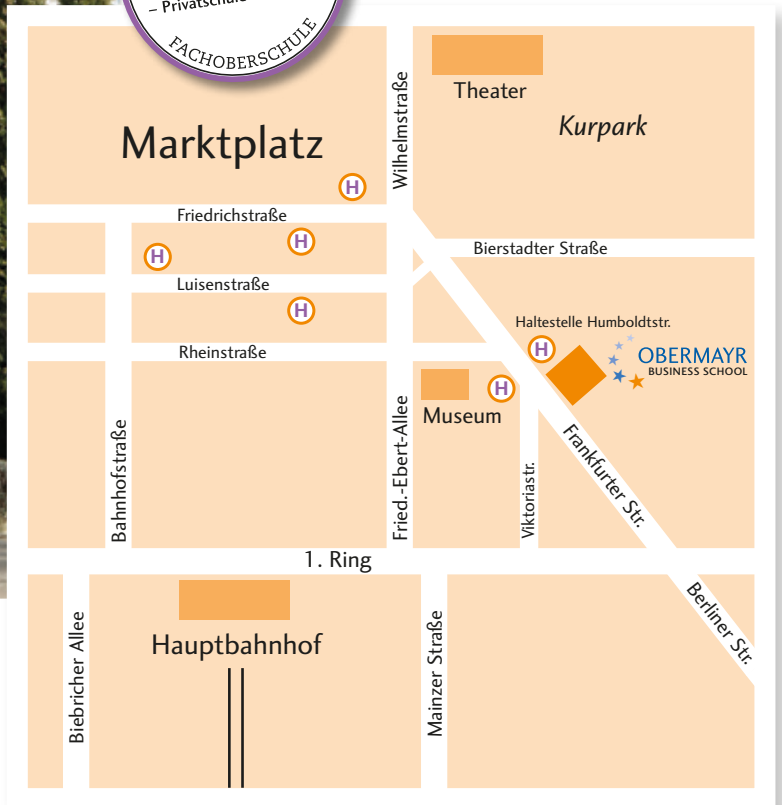 – Privatschule
FACHOBERSCHULE
Marktplatz
Wilhelmstraße
Theater
Kurpark
H
Friedrichstraße
H
H
Bierstadter Straße
Luisenstraße
H
Haltestelle Humboldtstr.
Rheinstraße
H
OBERMAYR
BUSINESS SCHOOL
H
Museum
Bahnhofstraße
Fried.-Ebert-Allee
Viktoriastr.
Frankfurter Str.
1. Ring
Hauptbahnhof
Biebricher Allee
Mainzer Straße
Berliner Str.